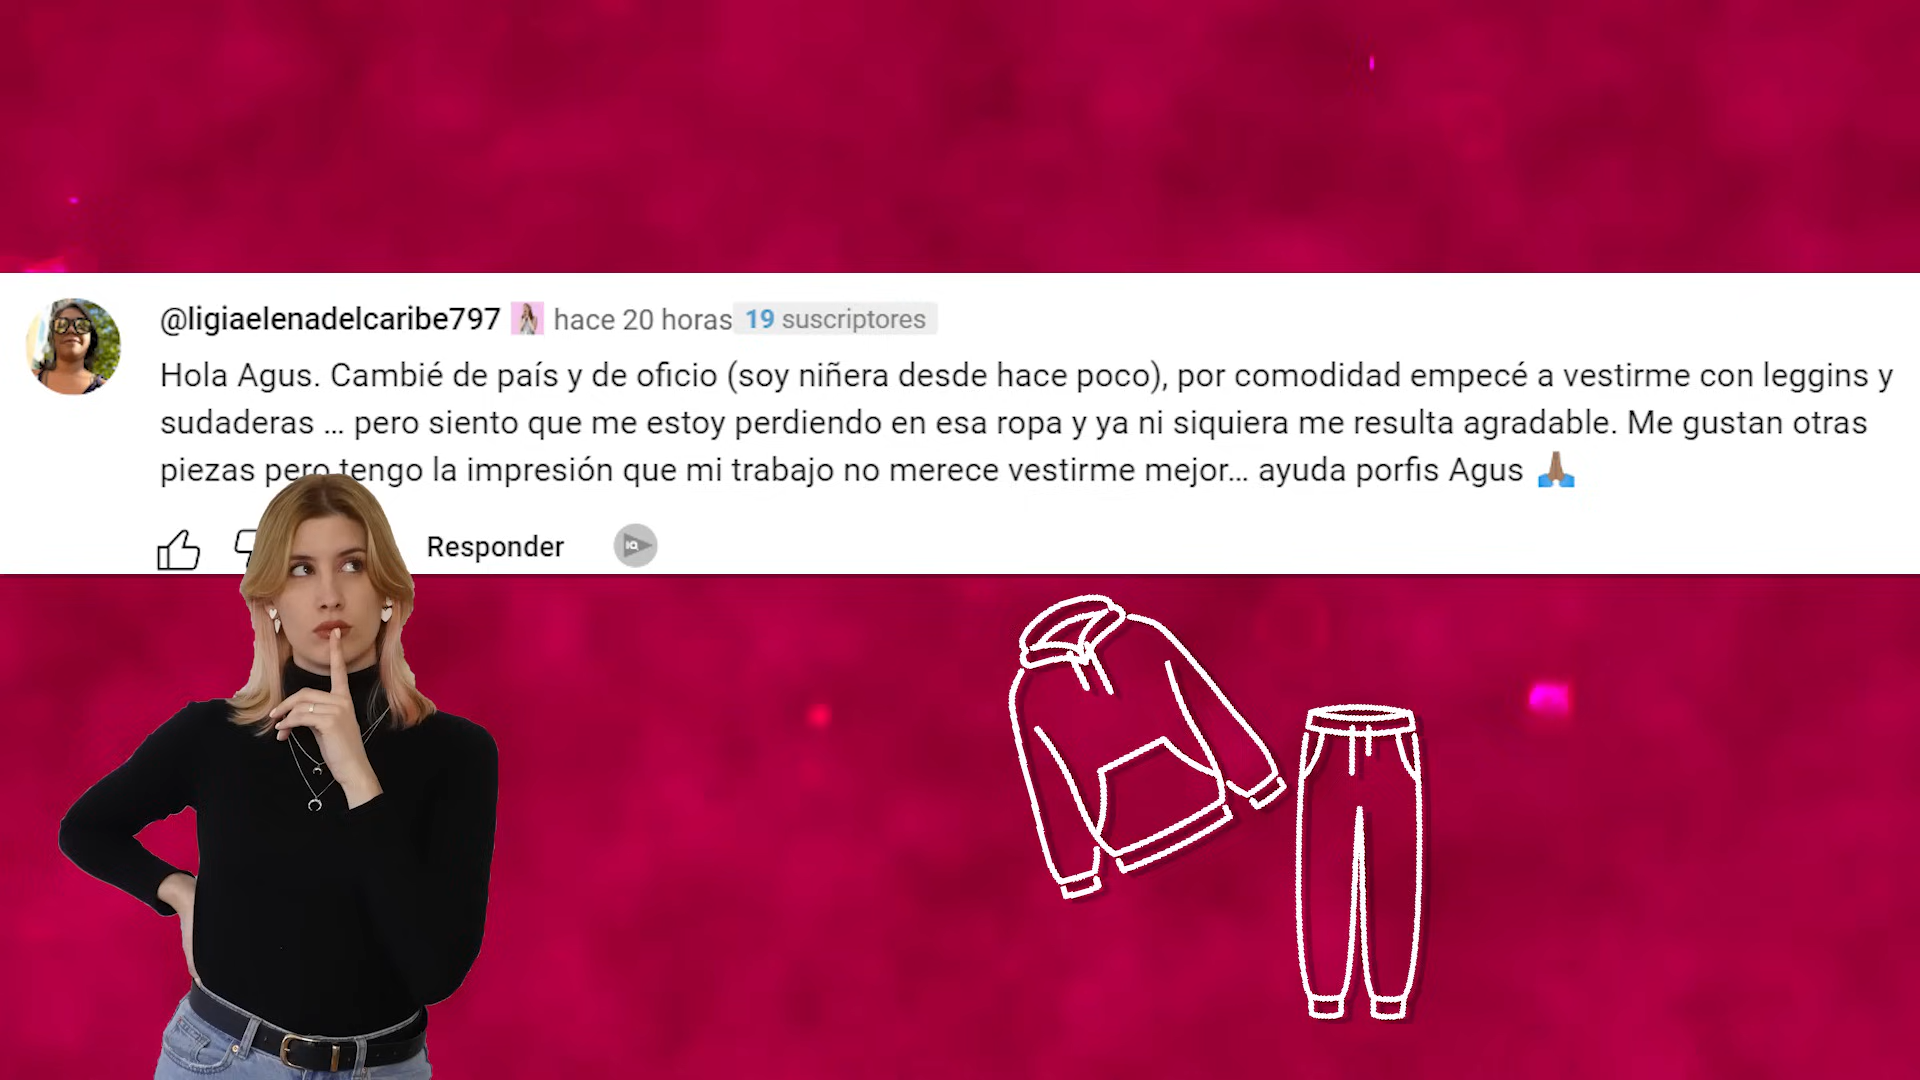 @ligiaelenadelcaribe797 hace 20 horas 19 suscriptores
Hola Agus. Cambié de país y de oficio (soy niñera desde hace poco), por comodidad empecé a vestirme con leggins y
sudaderas … pero siento que me estoy perdiendo en esa ropa y ya ni siquiera me resulta agradable. Me gustan otras
piezas pero tengo la impresión que mi trabajo no merece vestirme mejor… ayuda porfis Agus 🙏🏽
Responder
IQ